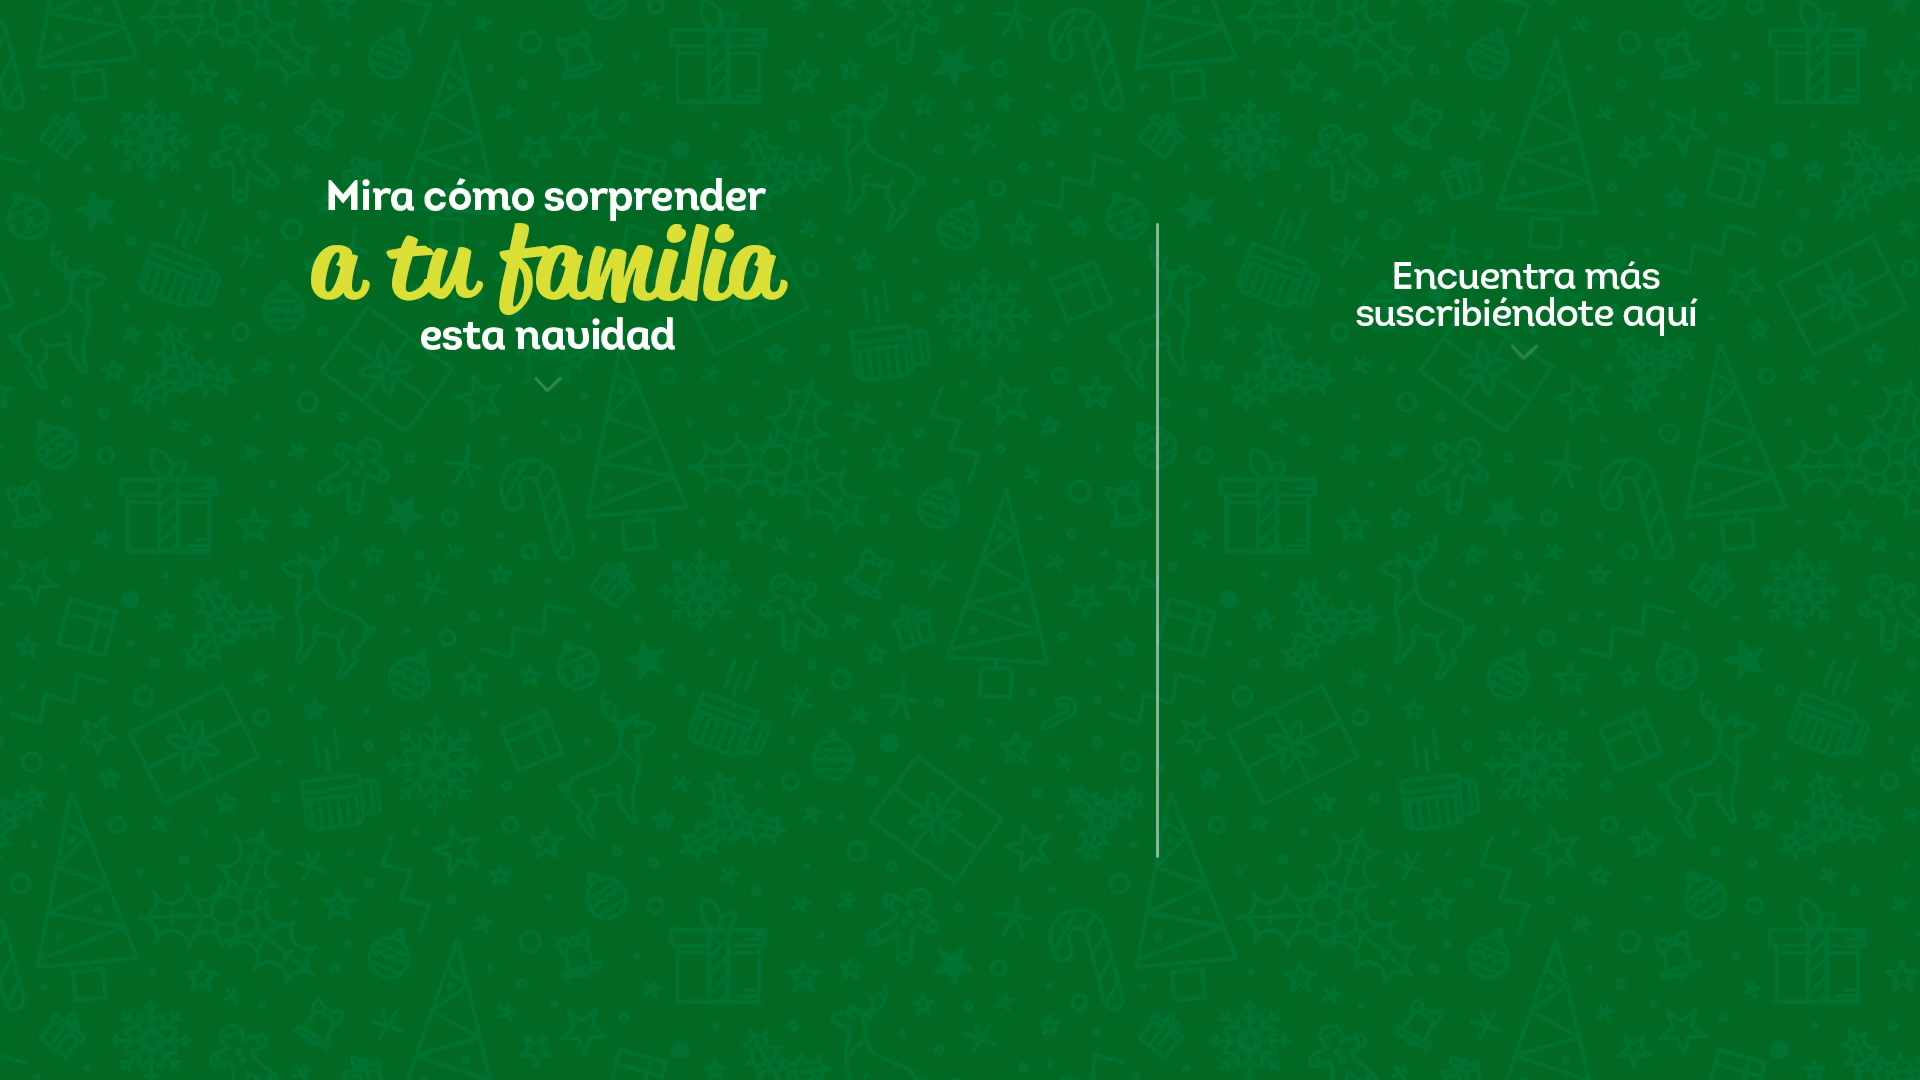 Mira cómo sorprender
a tu familia
esta navidad
Encuentra más
suscribiéndote aquí